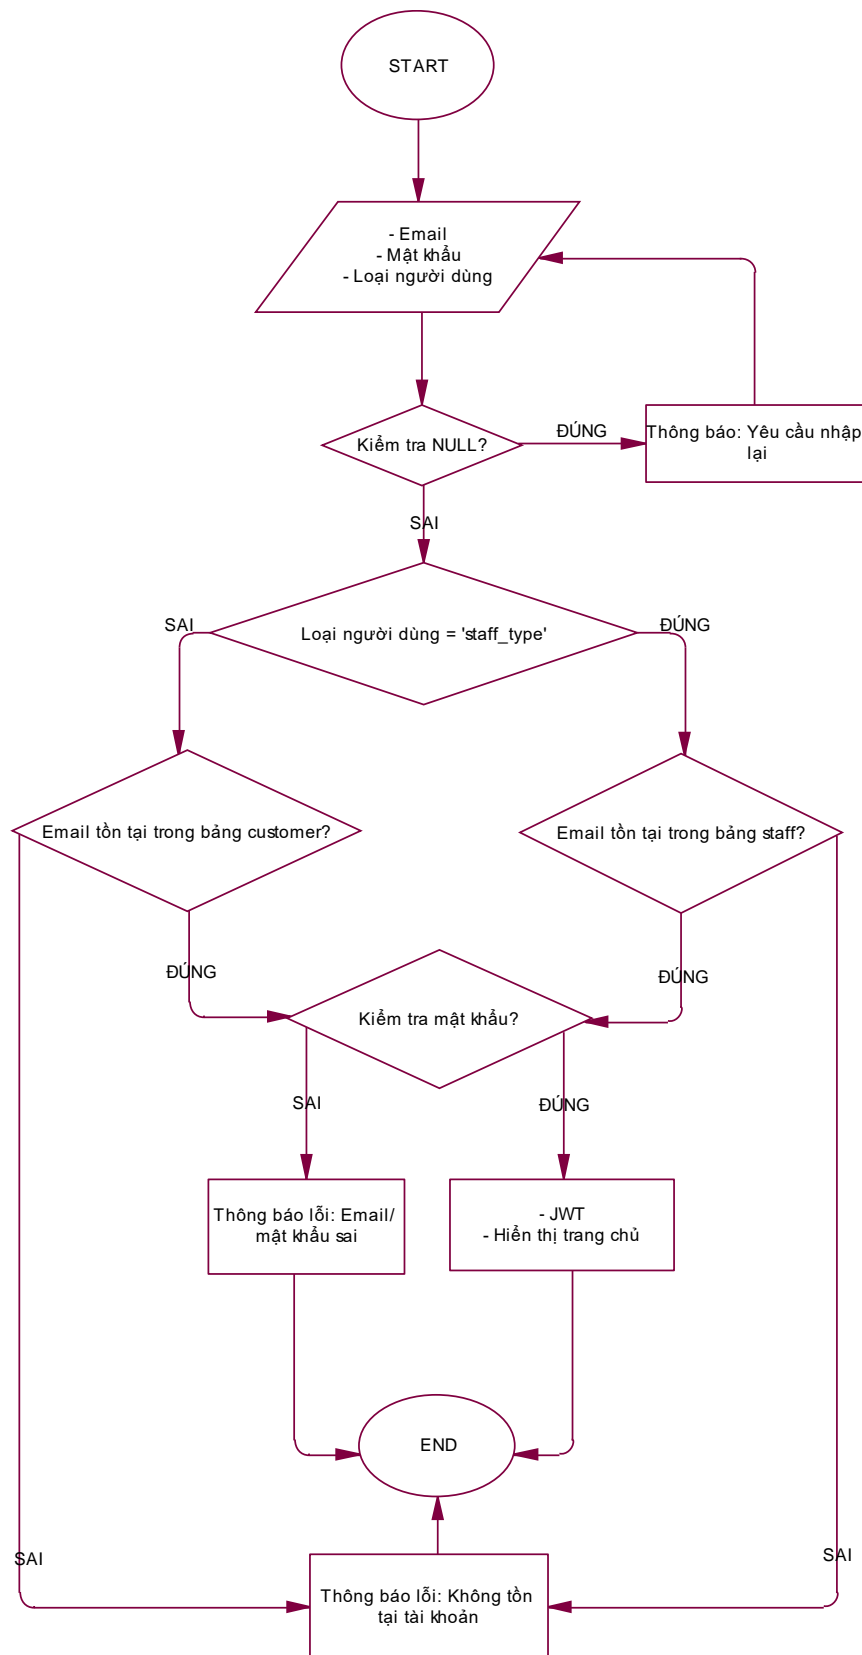 START
- Email
- Mật khẩu
- Loại người dùng
Kiểm tra NULL?
ĐÚNG
Thông báo: Yêu cầu nhập
lại
SAI
Loại người dùng = 'staff_type'
SAI
ĐÚNG
Email tồn tại trong bảng customer?
Email tồn tại trong bảng staff?
ĐÚNG
ĐÚNG
Kiểm tra mật khẩu?
SAI
ĐÚNG
Thông báo lỗi: Email/
mật khẩu sai
- JWT
- Hiển thị trang chủ
END
SAI
SAI
Thông báo lỗi: Không tồn
tại tài khoản